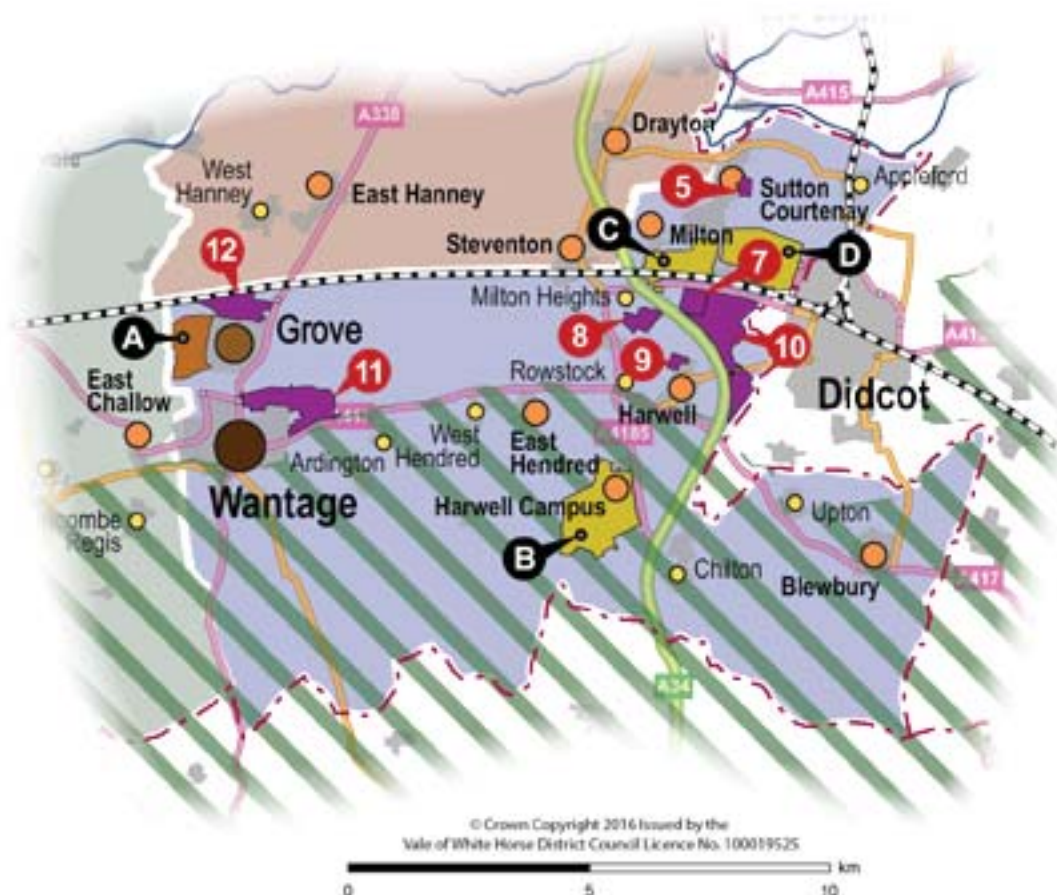 A415
A338
Drayton
West
Hanney
East Hanney
5
Sutton
Courtenay
Appleford
12
Steventon
C
Milton
7
D
Milton Heights
A
Grove
8
9
10
11
Rowstock
East
Challow
Harwell
Didcot
West
Hendred
East
Hendred
Ardington
Wantage
Harwell Campus
B
Upton
Chilton
Blewbury
Regis
A34
© Crown Copyright 2016 Issued by the
Vale of White Horse District Council Licence No. 100019525
km
0
5
10